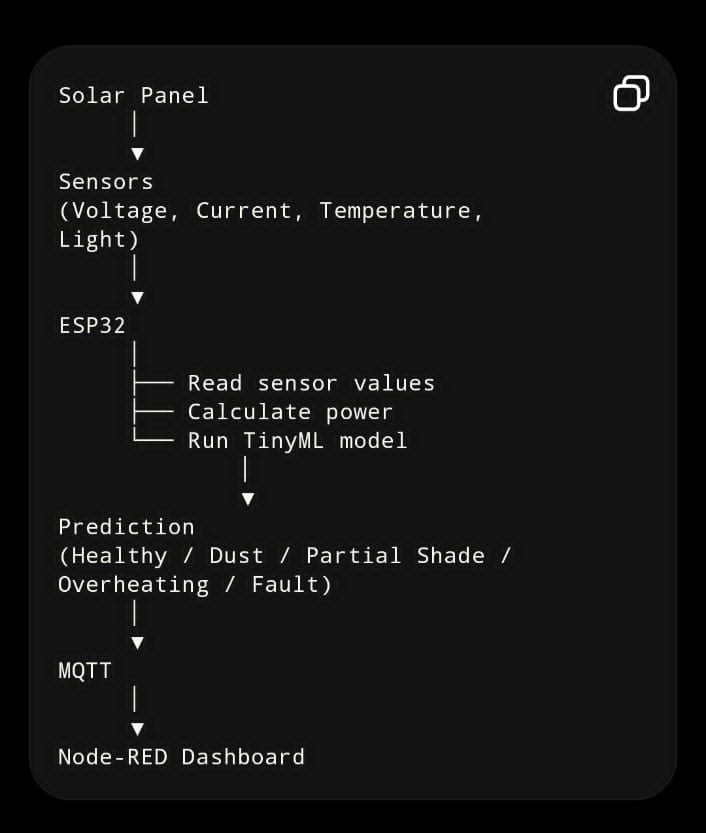 Solar Panel
│
▼
Sensors
(Voltage, Current, Temperature,
Light)
│
▼
ESP32
│
├── Read sensor values
├── Calculate power
└── Run TinyML model
│
▼
Prediction
(Healthy / Dust / Partial Shade /
Overheating / Fault)
│
▼
MQTT
│
▼
Node-RED Dashboard